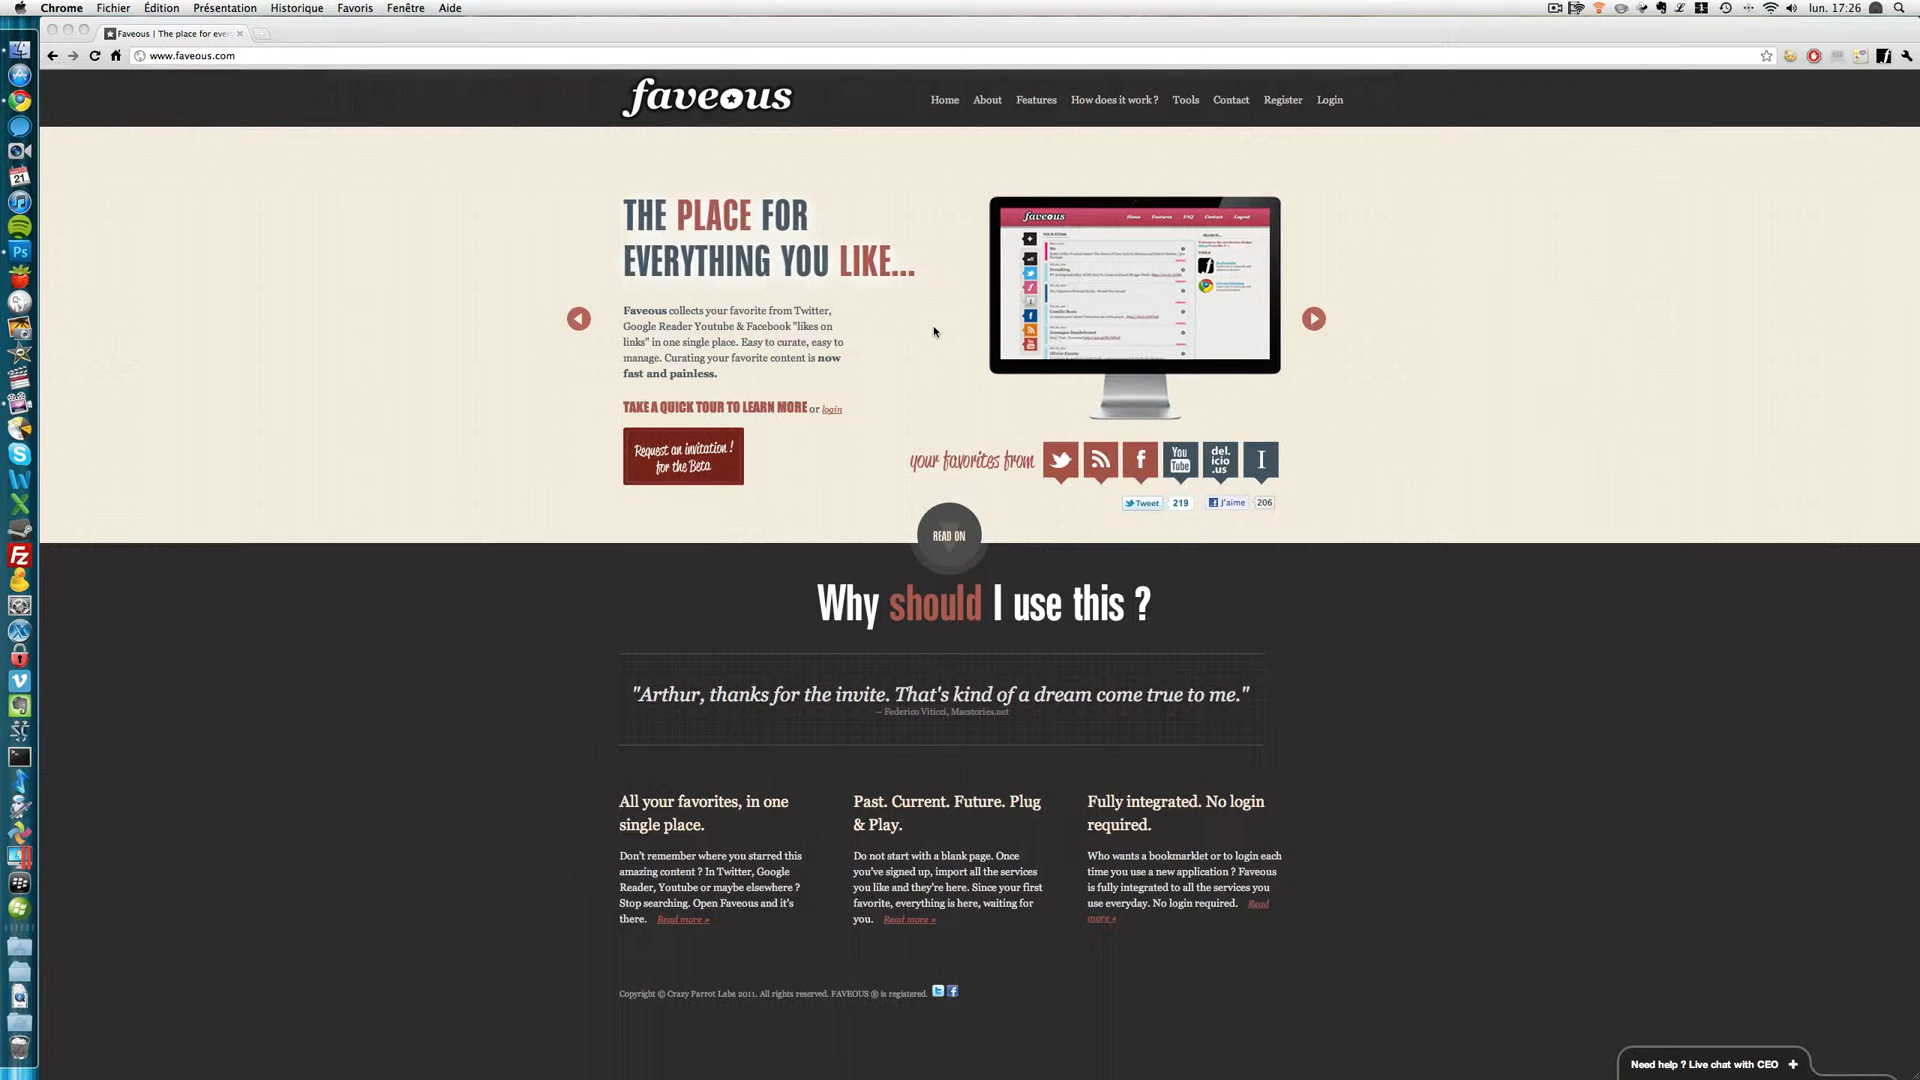 Chrome Fichier Édition Présentation Historique Favoris Fenêtre Aide lun. 17:26
Faveous | The place for ever
www.faveous.com
faveous
Home About Features How does it work ? Tools Contact Register Login
THE PLACE FOR
EVERYTHING YOU LIKE...
Faveous collects your favorite from Twitter,
Google Reader Youtube & Facebook "likes on
links" in one single place. Easy to curate, easy to
manage. Curating your favorite content is now
fast and painless.
TAKE A QUICK TOUR TO LEARN MORE or login
Request an invitation !
for the Beta
faveous
Home Features FAQ Contact Logout
your favorites from
You
Tube
del.
icio
.us
I
Tweet 219 J'aime 206
READ ON
Why should I use this ?
"Arthur, thanks for the invite. That's kind of a dream come true to me."
– Federico Viticci, Macstories.net
All your favorites, in one
single place.
Don't remember where you starred this
amazing content ? In Twitter, Google
Reader, Youtube or maybe elsewhere ?
Stop searching. Open Faveous and it's
there. Read more »
Past. Current. Future. Plug
& Play.
Do not start with a blank page. Once
you've signed up, import all the services
you like and they're here. Since your first
favorite, everything is here, waiting for
you. Read more »
Fully integrated. No login
required.
Who wants a bookmarklet or to login each
time you use a new application ? Faveous
is fully integrated to all the services you
use everyday. No login required. Read
more »
Copyright © Crazy Parrot Labs 2011. All rights reserved. FAVEOUS ® is registered.
Need help ? Live chat with CEO